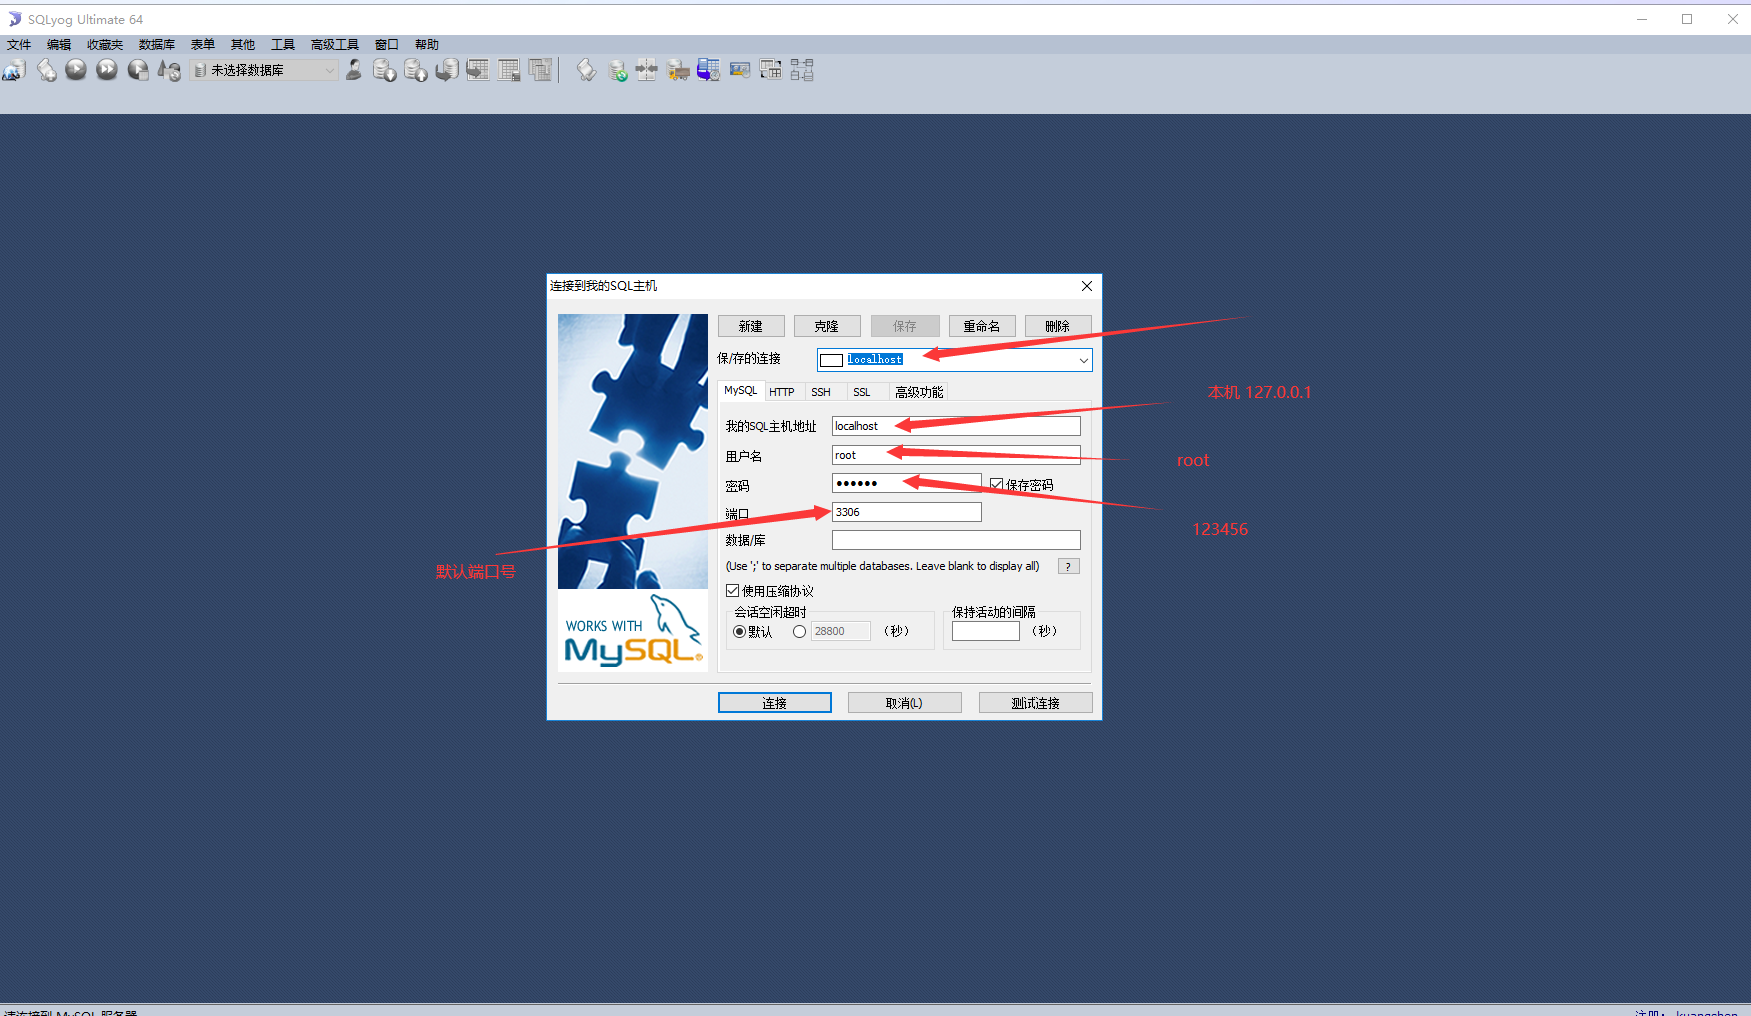 SQLyog Ultimate 64
文件 编辑 收藏夹 数据库 表单 其他 工具 高级工具 窗口 帮助
未选择数据库
连接到我的SQL主机
新建 克隆 保存 重命名 删除
保/存的连接 localhost
MySQL HTTP SSH SSL 高级功能
本机 127.0.0.1
我的SQL主机地址 localhost
用户名 root
root
密码 ●●●●●● 保存密码
端口 3306
123456
数据/库
默认端口号
(Use ';' to separate multiple databases. Leave blank to display all) ?
使用压缩协议
会话空闲超时 保持活动的间隔
默认 28800 （秒） （秒）
WORKS WITH
MySQL®
连接 取消(L) 测试连接
请连接到 MySQL 服务器 注册： kuangshen